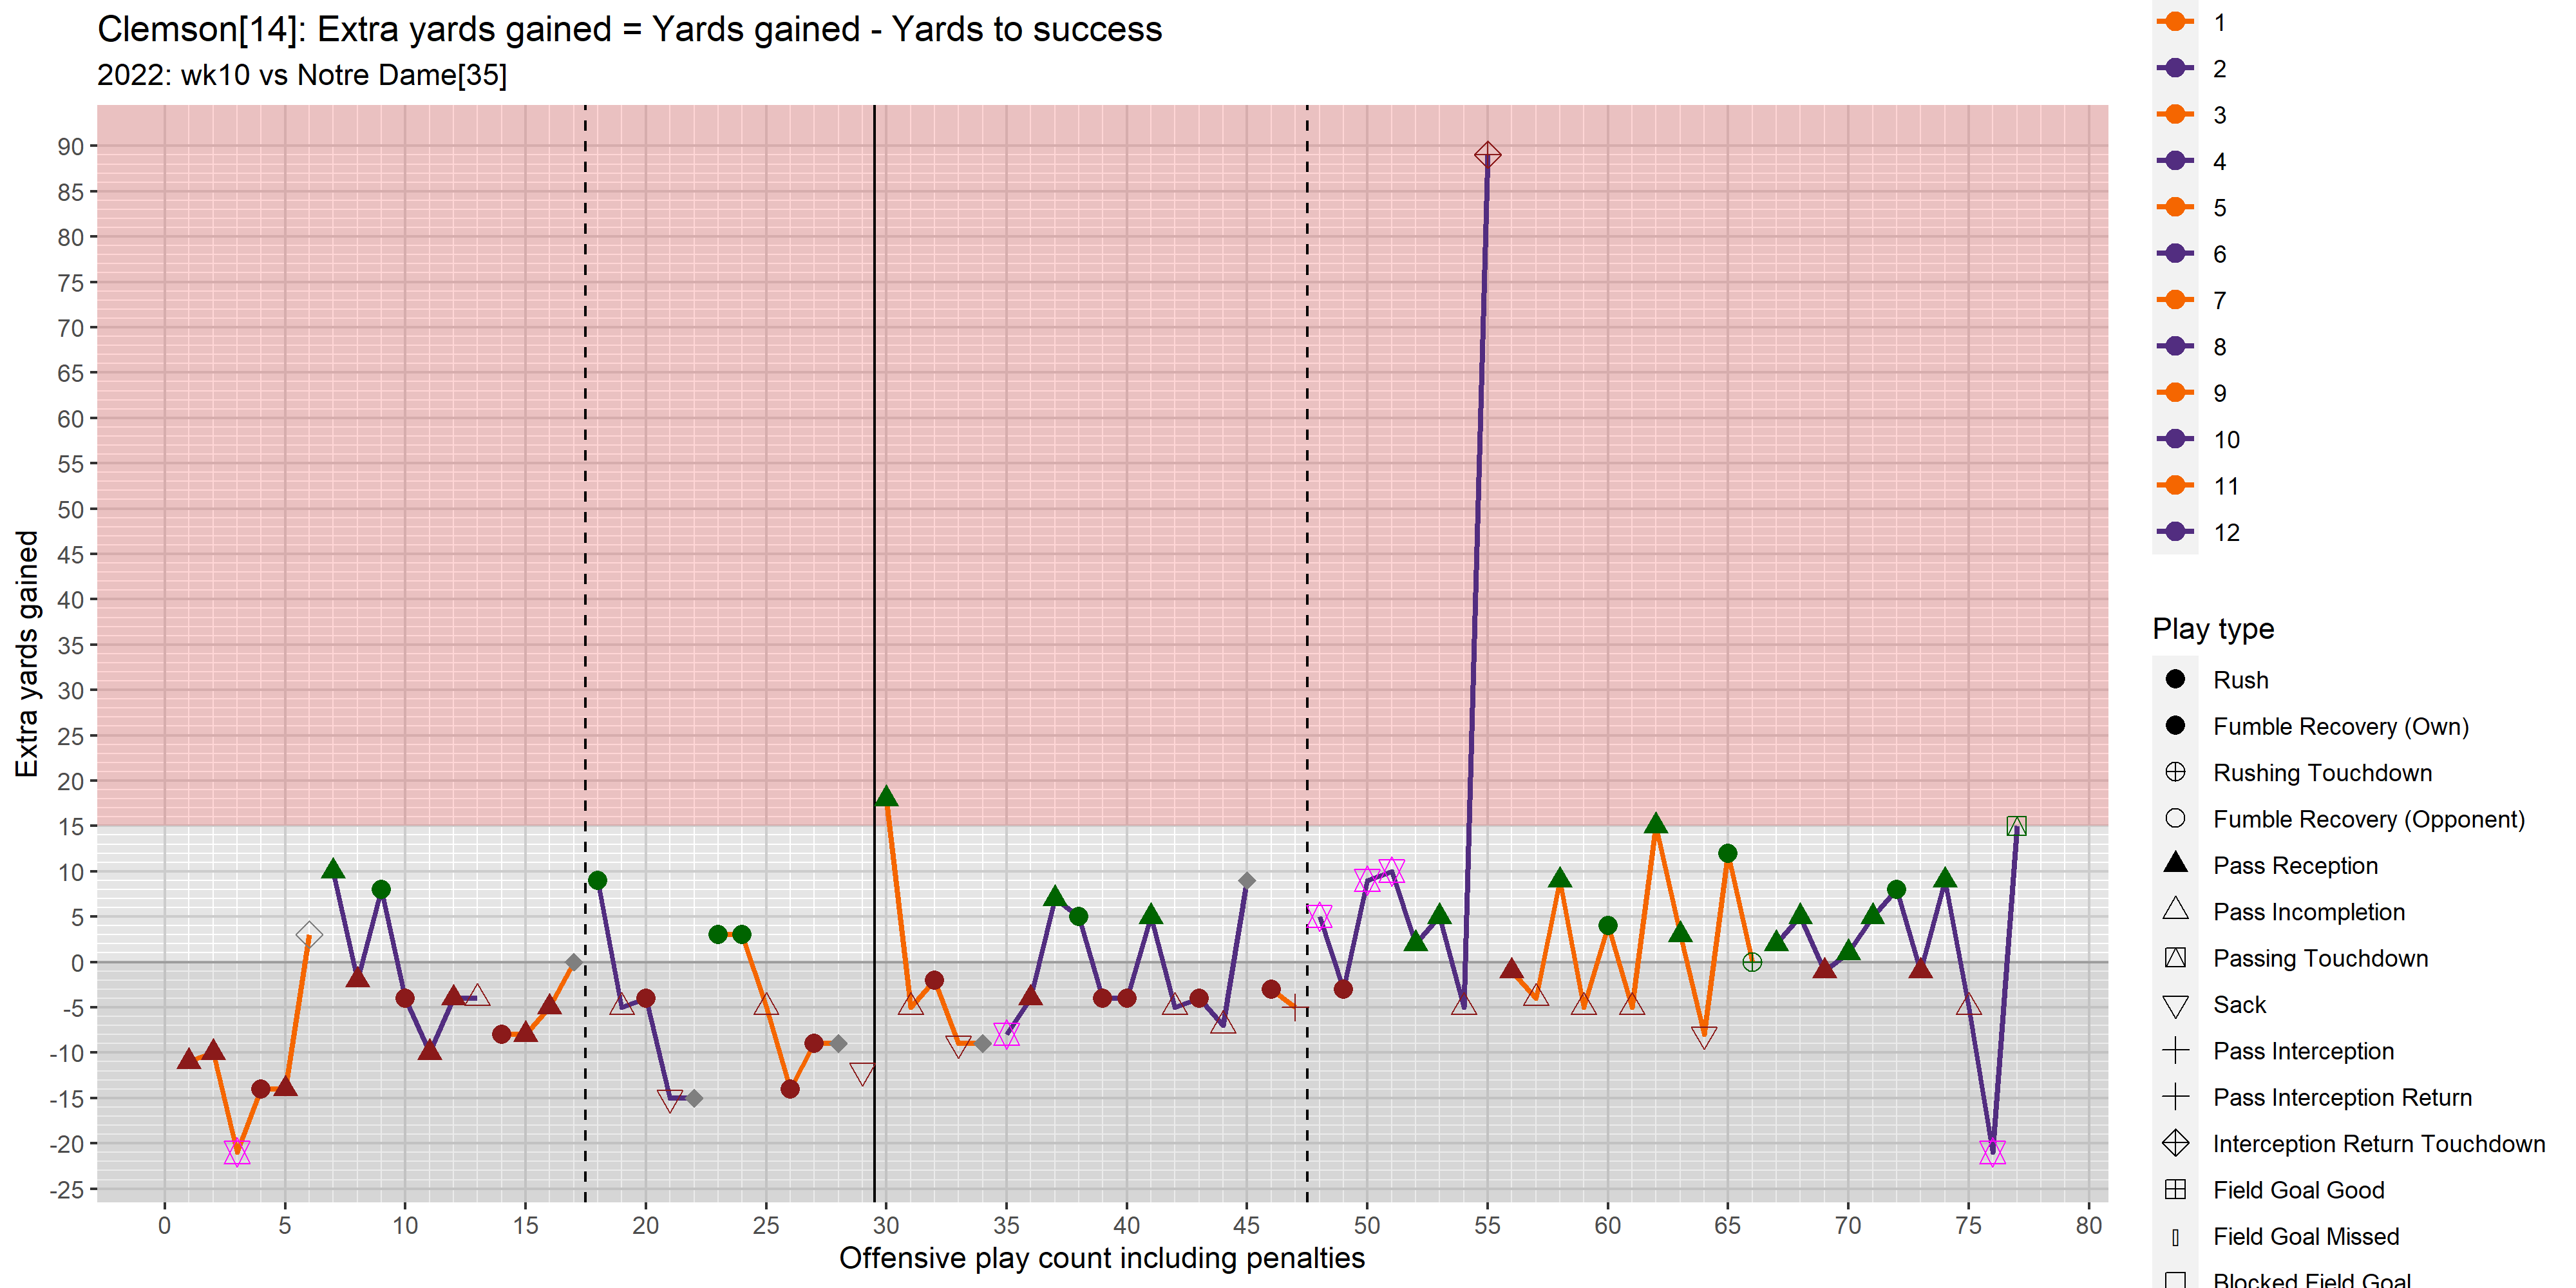 Clemson[14]: Extra yards gained = Yards gained - Yards to success
2022: wk10 vs Notre Dame[35]
Extra yards gained
90
85
80
75
70
65
60
55
50
45
40
35
30
25
20
15
10
5
0
-5
-10
-15
-20
-25
0 5 10 15 20 25 30 35 40 45 50 55 60 65 70 75 80
Offensive play count including penalties
1
2
3
4
5
6
7
8
9
10
11
12
Play type
Rush
Fumble Recovery (Own)
Rushing Touchdown
Fumble Recovery (Opponent)
Pass Reception
Pass Incompletion
Passing Touchdown
Sack
Pass Interception
Pass Interception Return
Interception Return Touchdown
Field Goal Good
Field Goal Missed
Blocked Field Goal